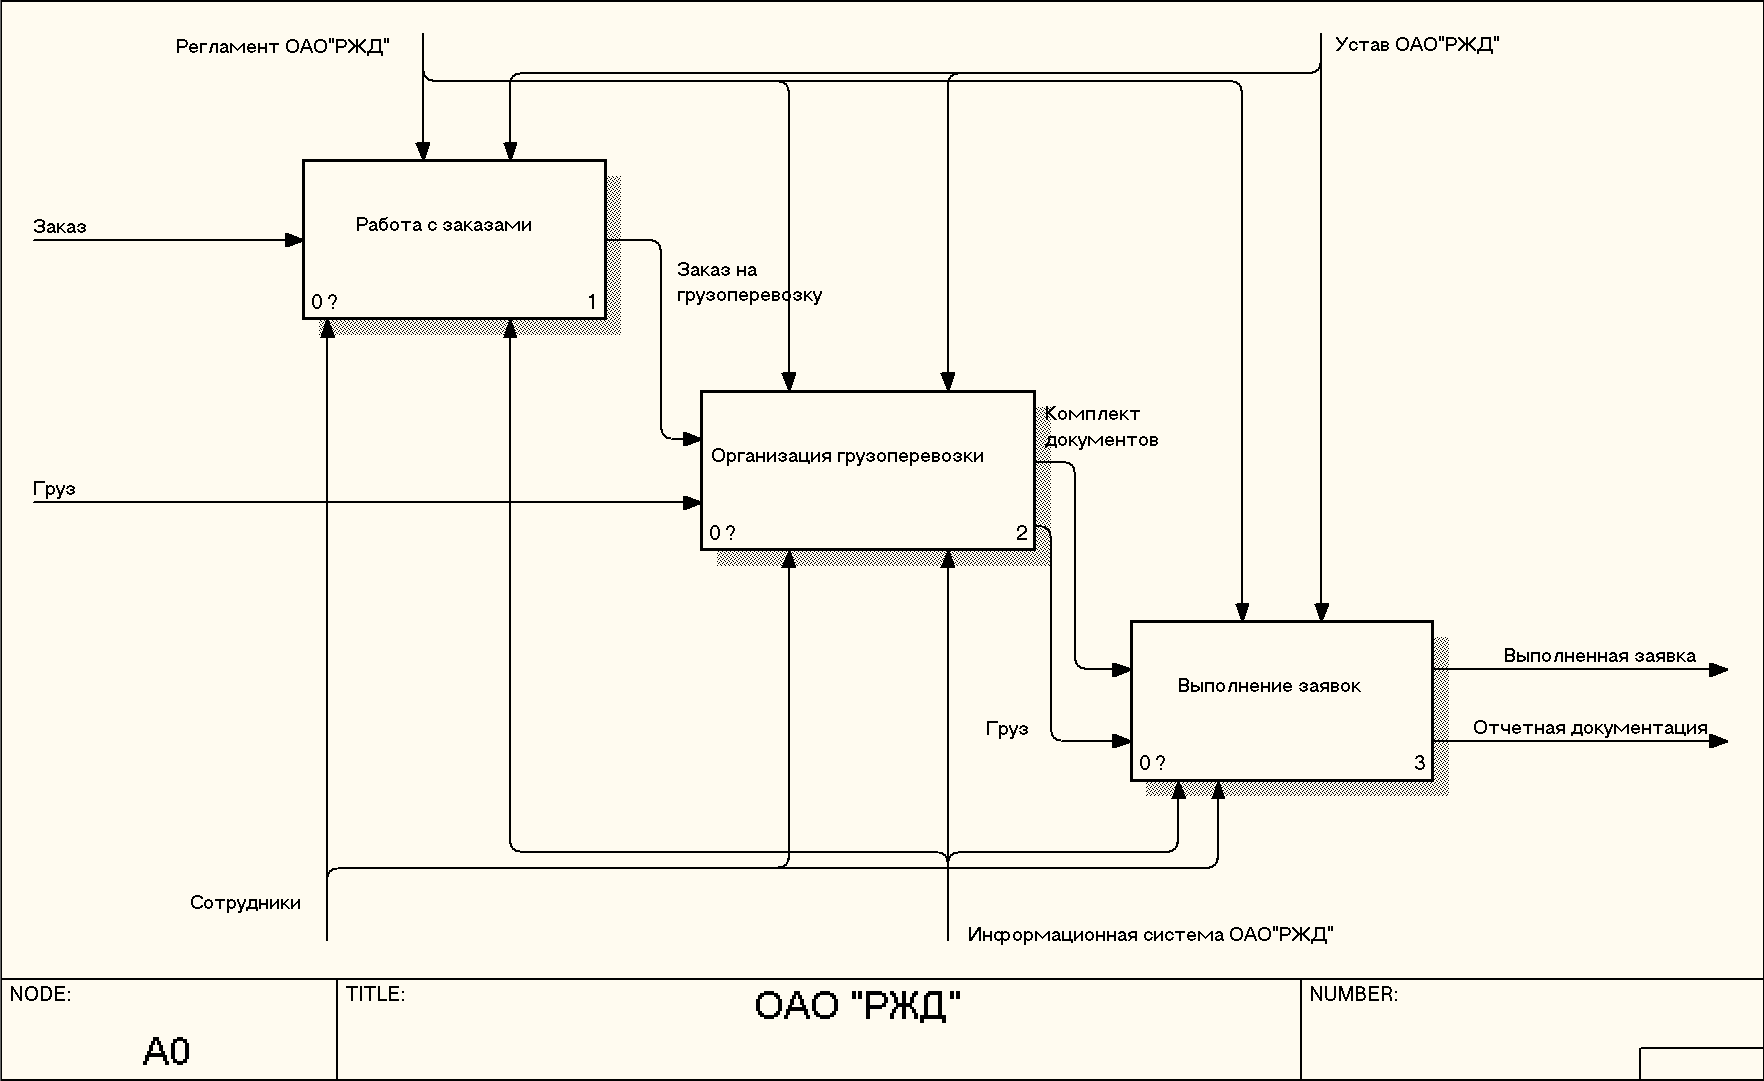 Регламент ОАО"РЖД"
Устав ОАО"РЖД"
Заказ
Работа с заказами
0 ?
1
Заказ на
грузоперевозку
Груз
Организация грузоперевозки
0 ?
2
Комплект
документов
Груз
Выполнение заявок
0 ?
3
Выполненная заявка
Отчетная документация
Сотрудники
Информационная система ОАО"РЖД"
NODE:
A0
TITLE:
ОАО "РЖД"
NUMBER: